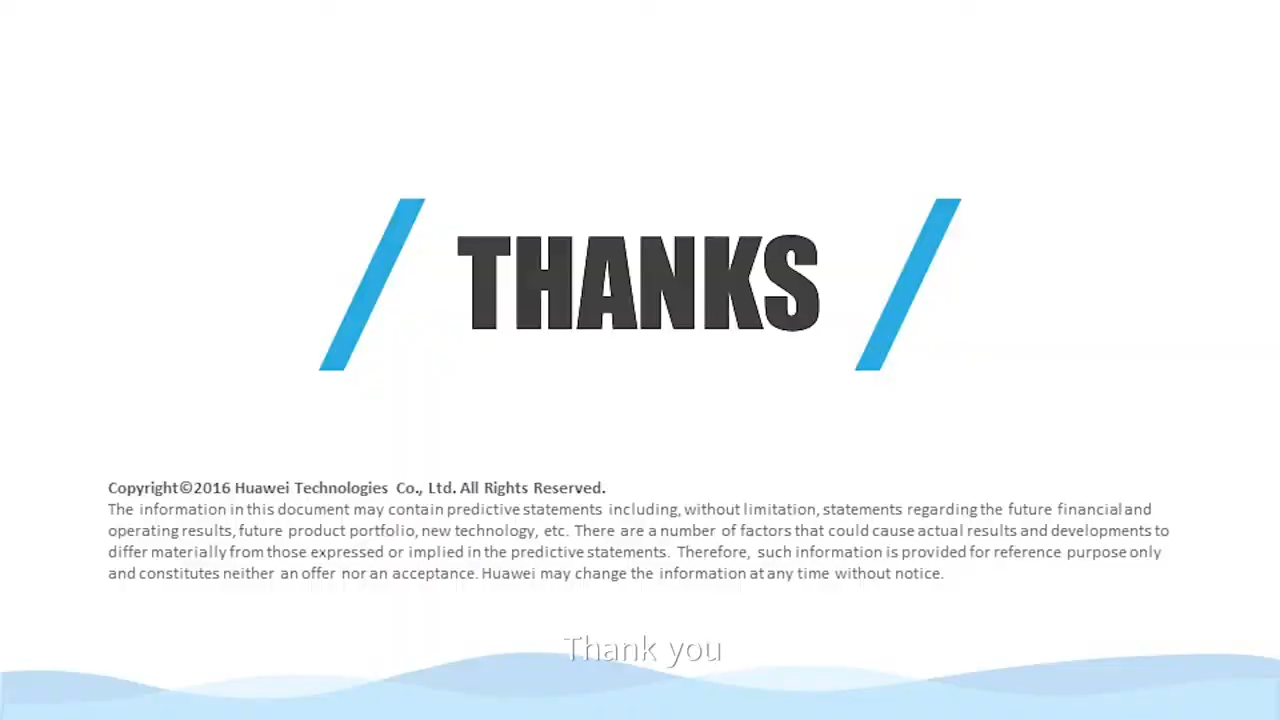 THANKS
Copyright©2016 Huawei Technologies Co., Ltd. All Rights Reserved.
The information in this document may contain predictive statements including, without limitation, statements regarding the future financial and
operating results, future product portfolio, new technology, etc. There are a number of factors that could cause actual results and developments to
differ materially from those expressed or implied in the predictive statements. Therefore, such information is provided for reference purpose only
and constitutes neither an offer nor an acceptance. Huawei may change the information at any time without notice.
Thank you